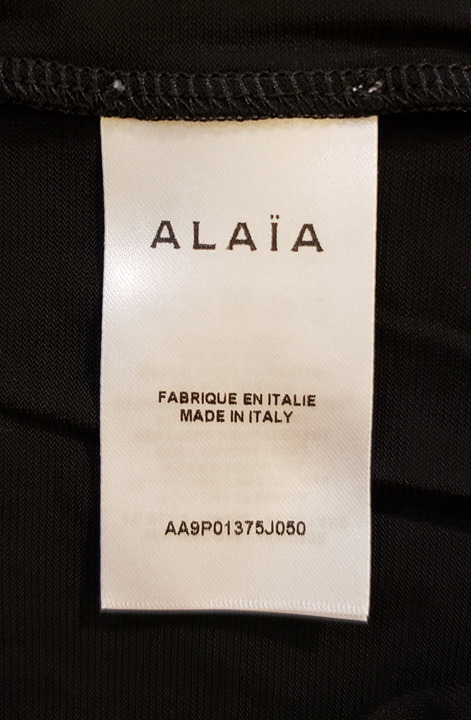 ALAÏA
FABRIQUE EN ITALIE
MADE IN ITALY
AA9P01375J050